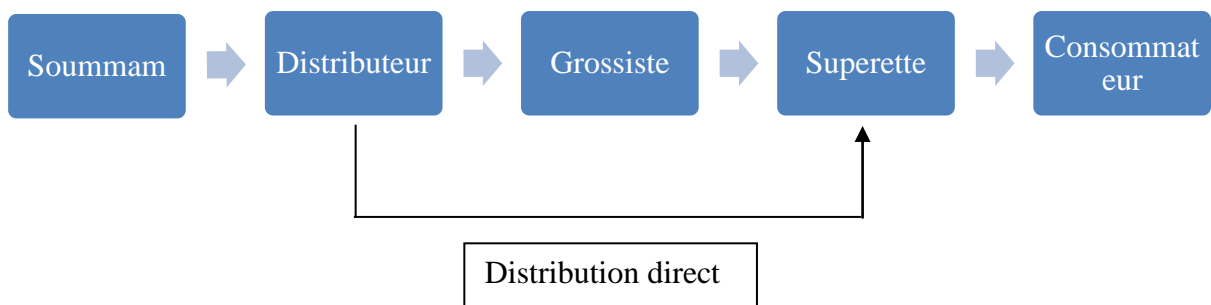 Soummam
Distributeur
Grossiste
Superette
Consommat
eur
Distribution direct